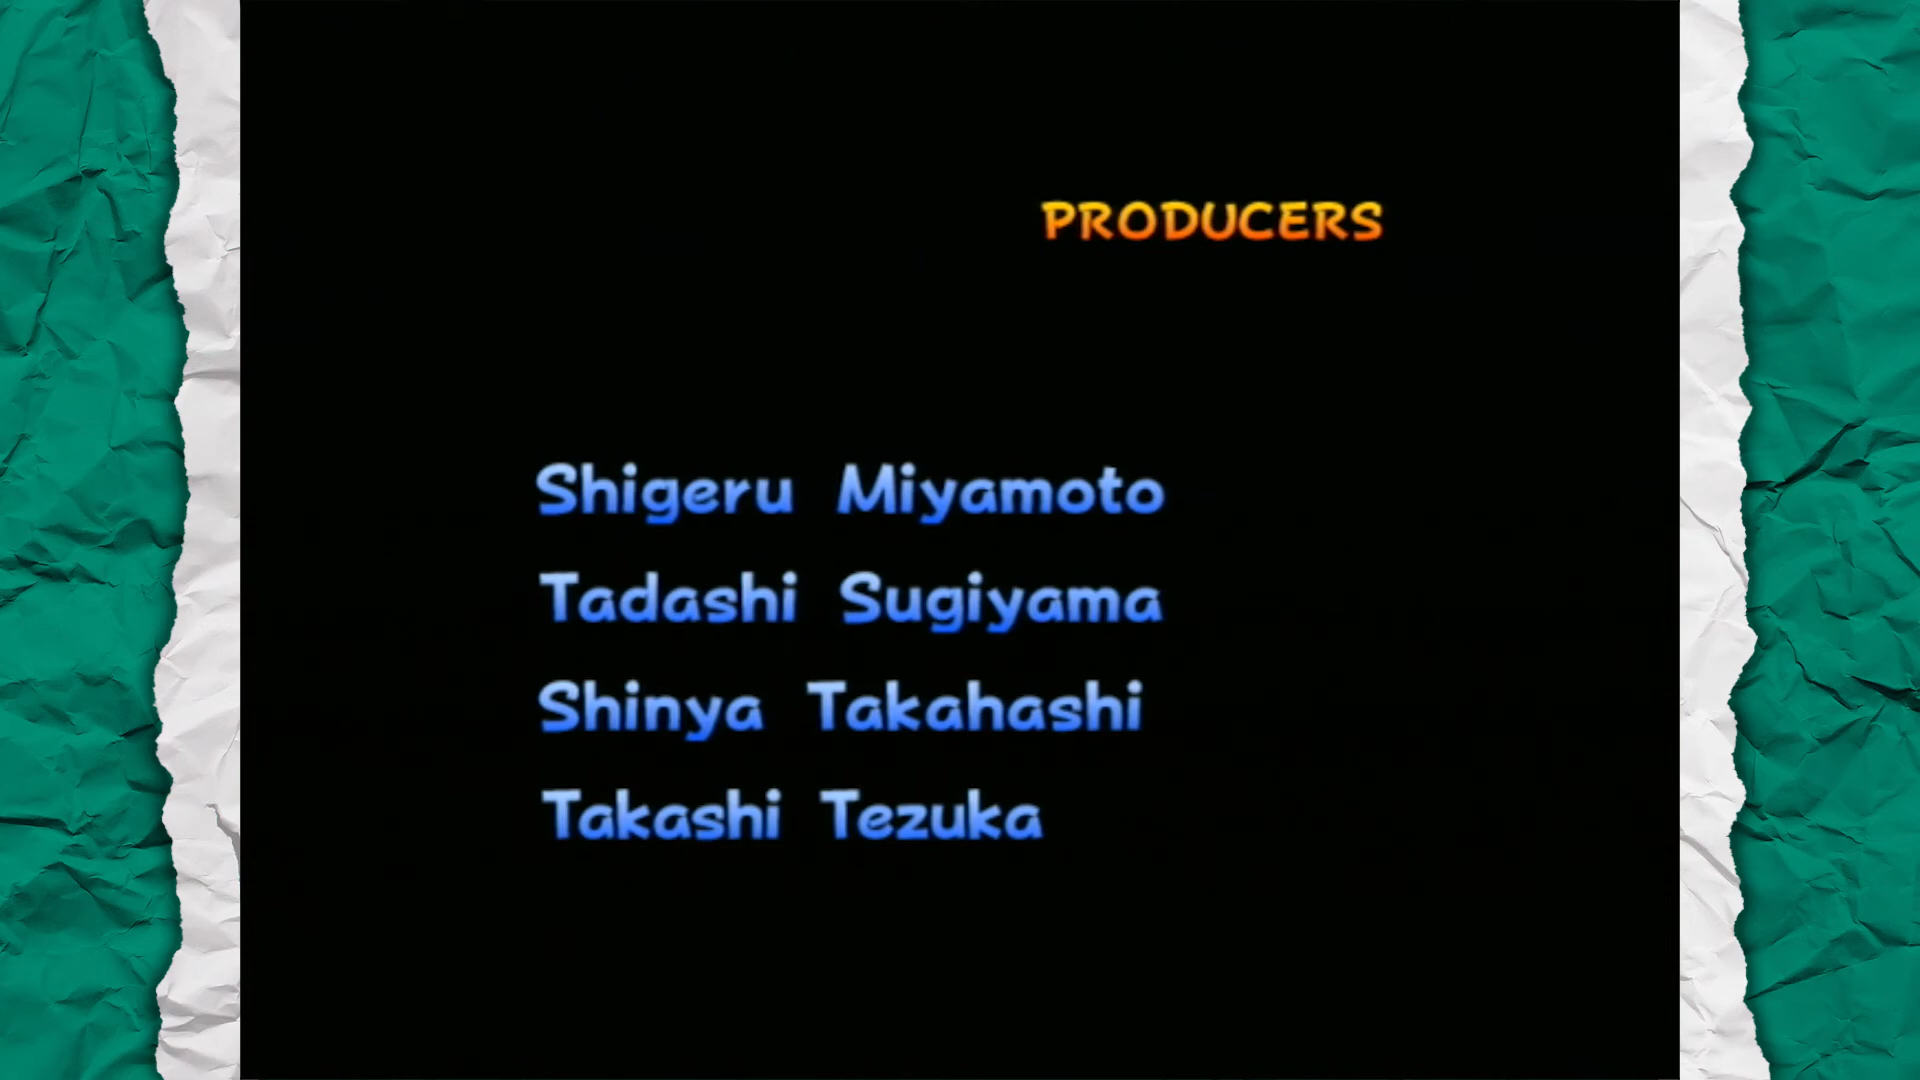 PRODUCERS
Shigeru Miyamoto
Tadashi Sugiyama
Shinya Takahashi
Takashi Tezuka